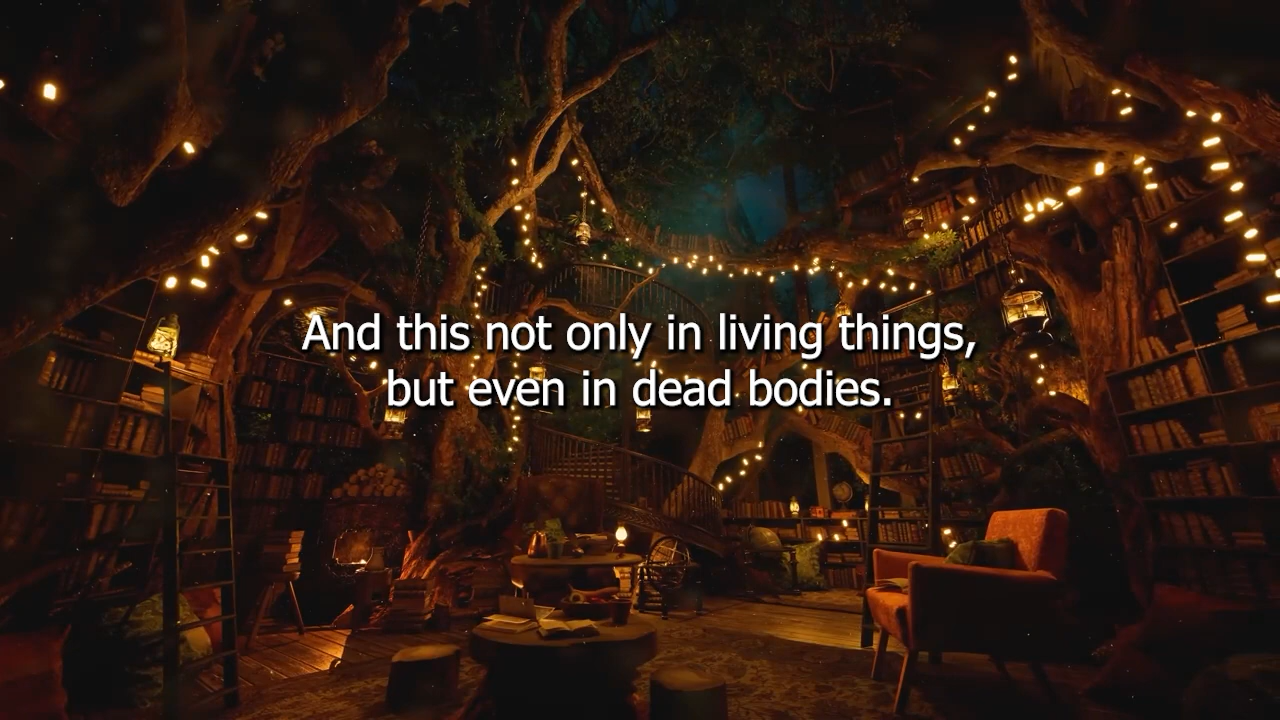 And this not only in living things,
but even in dead bodies.